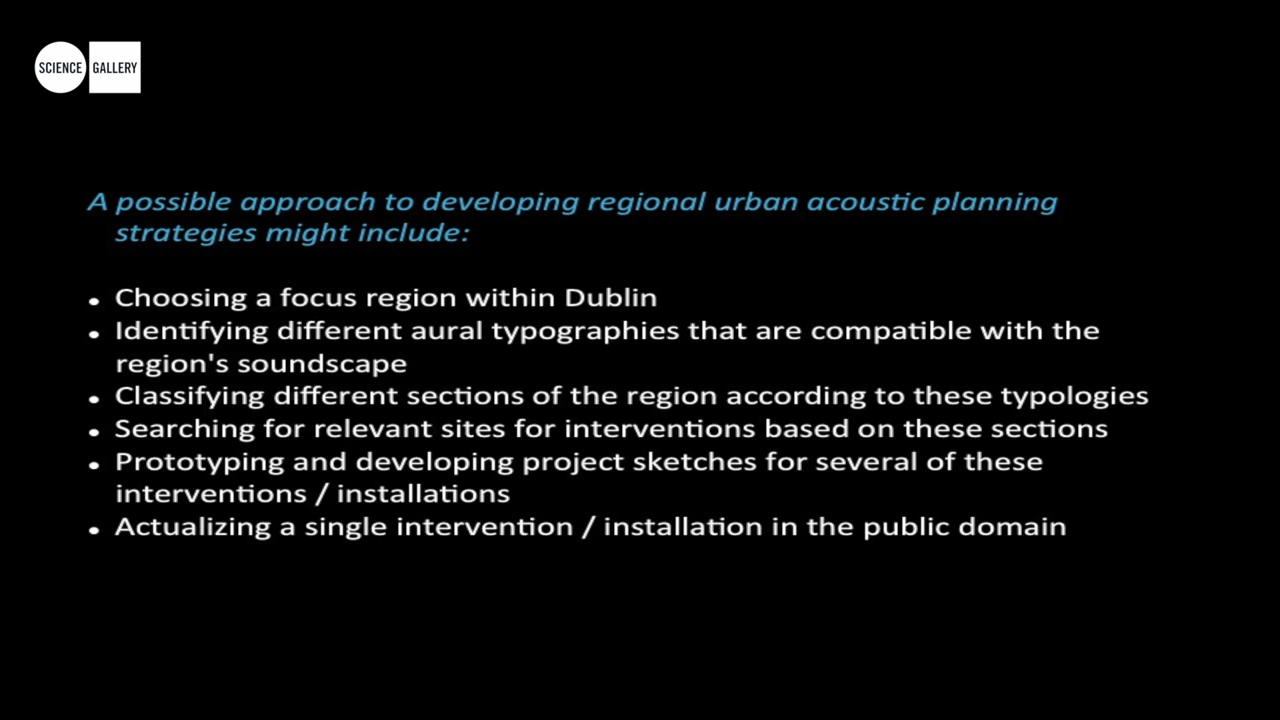 SCIENCE GALLERY
A possible approach to developing regional urban acoustic planning
strategies might include:
• Choosing a focus region within Dublin
• Identifying different aural typographies that are compatible with the
region's soundscape
• Classifying different sections of the region according to these typologies
• Searching for relevant sites for interventions based on these sections
• Prototyping and developing project sketches for several of these
interventions / installations
• Actualizing a single intervention / installation in the public domain